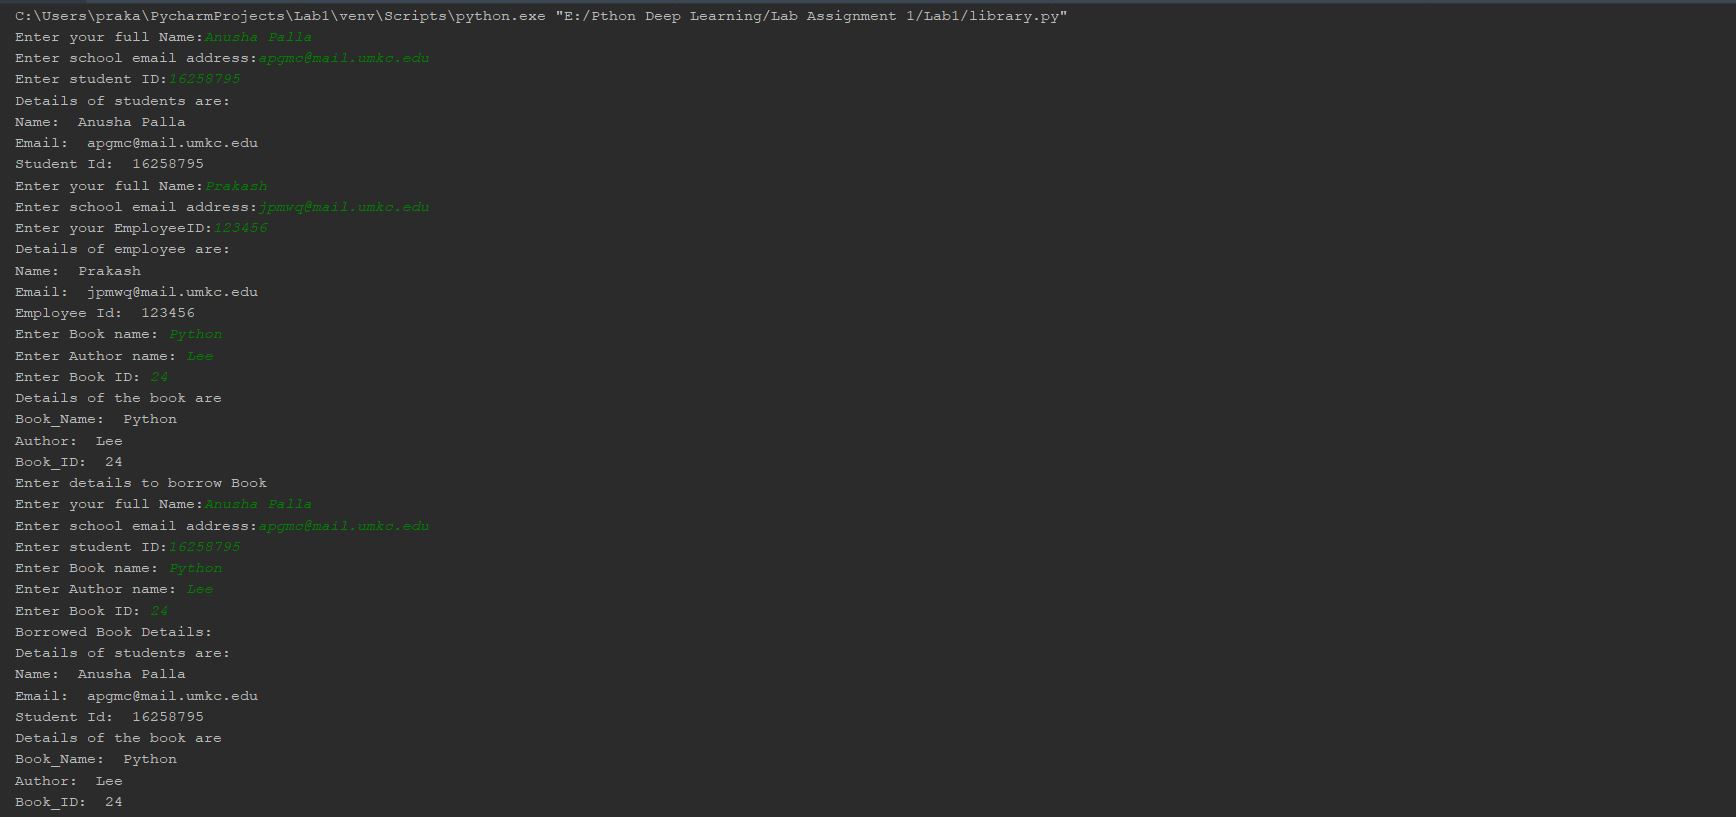 C:\Users\praka\PycharmProjects\Lab1\venv\Scripts\python.exe "E:/Pthon Deep Learning/Lab Assignment 1/Lab1/library.py"
Enter your full Name:Anusha Palla
Enter school email address:apgmc@mail.umkc.edu
Enter student ID:16258795
Details of students are:
Name:  Anusha Palla
Email:  apgmc@mail.umkc.edu
Student Id:  16258795
Enter your full Name:Prakash
Enter school email address:jpmwq@mail.umkc.edu
Enter your EmployeeID:123456
Details of employee are:
Name:  Prakash
Email:  jpmwq@mail.umkc.edu
Employee Id:  123456
Enter Book name: Python
Enter Author name: Lee
Enter Book ID: 24
Details of the book are
Book_Name:  Python
Author:  Lee
Book_ID:  24
Enter details to borrow Book
Enter your full Name:Anusha Palla
Enter school email address:apgmc@mail.umkc.edu
Enter student ID:16258795
Enter Book name: Python
Enter Author name: Lee
Enter Book ID: 24
Borrowed Book Details:
Details of students are:
Name:  Anusha Palla
Email:  apgmc@mail.umkc.edu
Student Id:  16258795
Details of the book are
Book_Name:  Python
Author:  Lee
Book_ID:  24